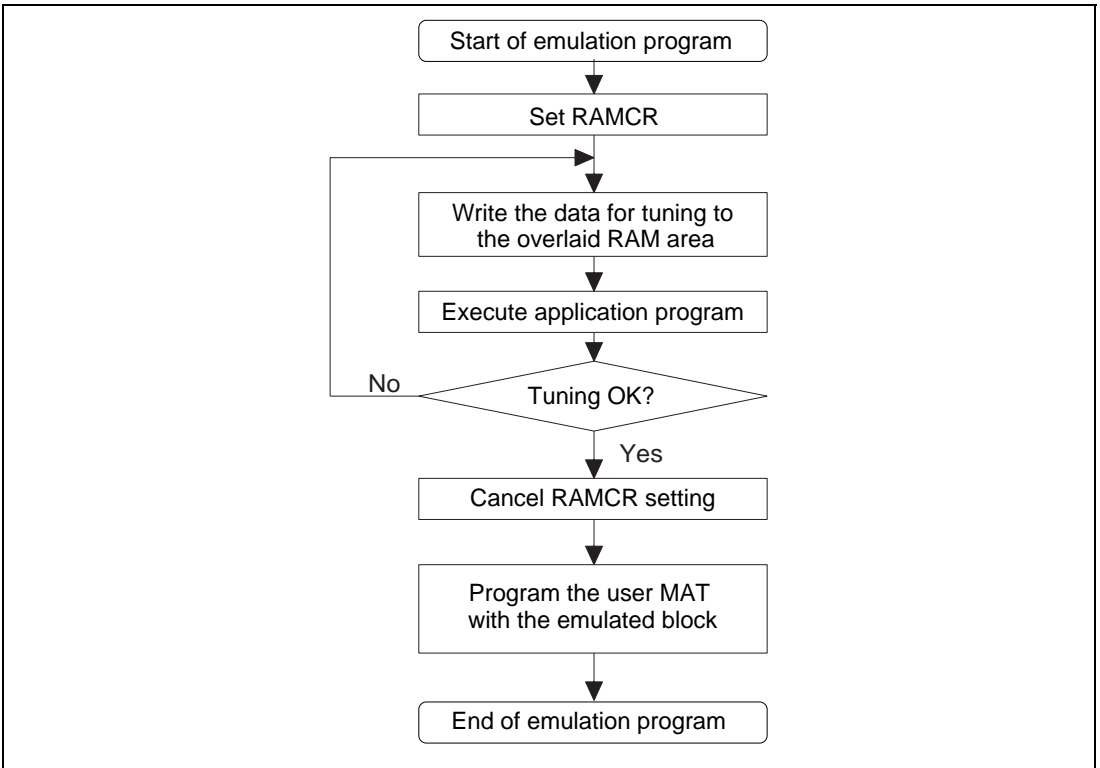 Start of emulation program
Set RAMCR
Write the data for tuning to
the overlaid RAM area
Execute application program
Tuning OK?
No
Yes
Cancel RAMCR setting
Program the user MAT
with the emulated block
End of emulation program